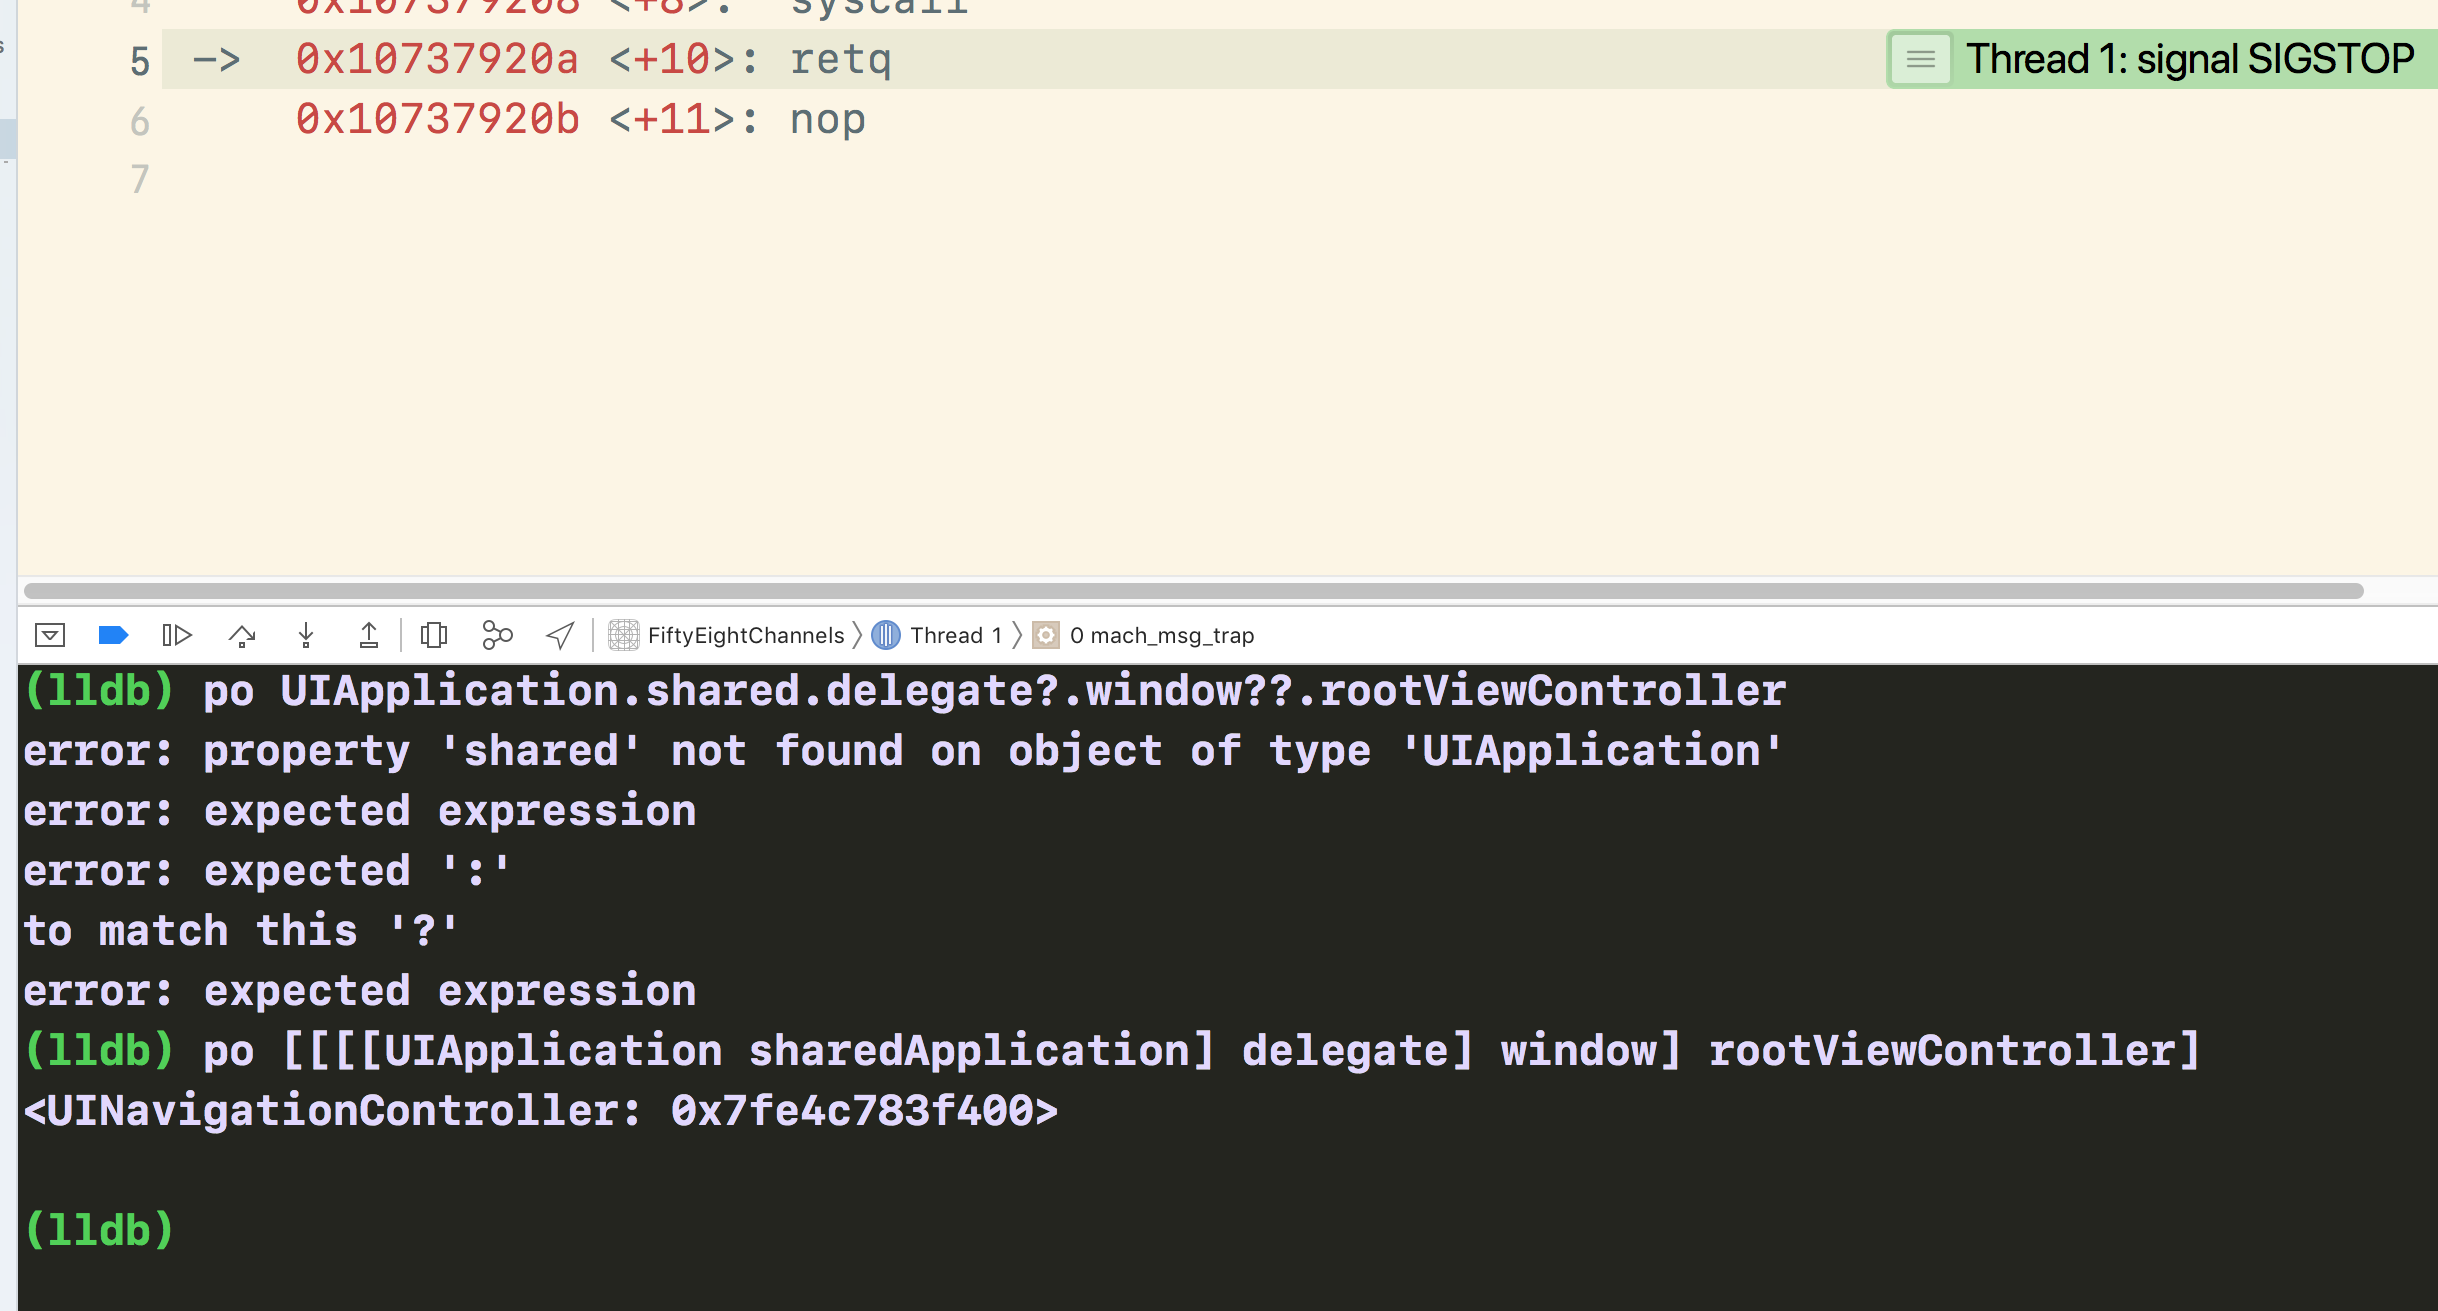 4 0x107379208 <+8>: syscall
5 -> 0x10737920a <+10>: retq Thread 1: signal SIGSTOP
6 0x10737920b <+11>: nop
7
FiftyEightChannels Thread 1 0 mach_msg_trap
(lldb) po UIApplication.shared.delegate?.window??.rootViewController
error: property 'shared' not found on object of type 'UIApplication'
error: expected expression
error: expected ':'
to match this '?'
error: expected expression
(lldb) po [[[[UIApplication sharedApplication] delegate] window] rootViewController]
<UINavigationController: 0x7fe4c783f400>
(lldb)